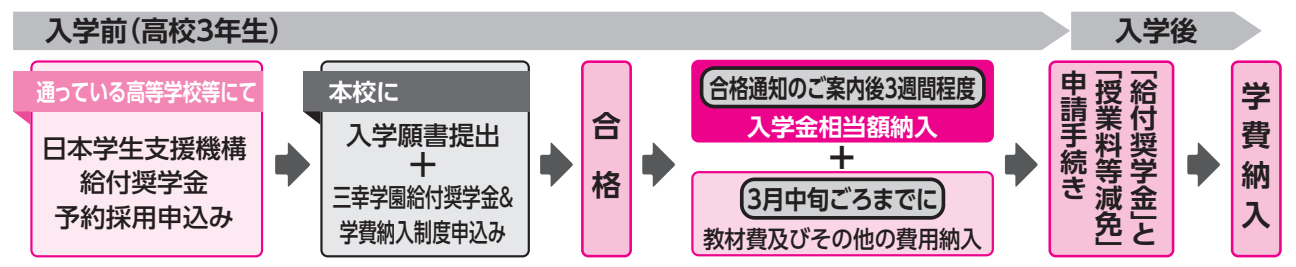 入学前(高校3年生)
入学後
通っている高等学校等にて
日本学生支援機構
給付奨学金
予約採用申込み
本校に
入学願書提出
+
三幸学園給付奨学金&
学費納入制度申込み
合格
合格通知のご案内後3週間程度
入学金相当額納入
+
3月中旬ごろまでに
教材費及びその他の費用納入
「給付奨学金」と
「授業料等減免」
申請手続き
学費納入